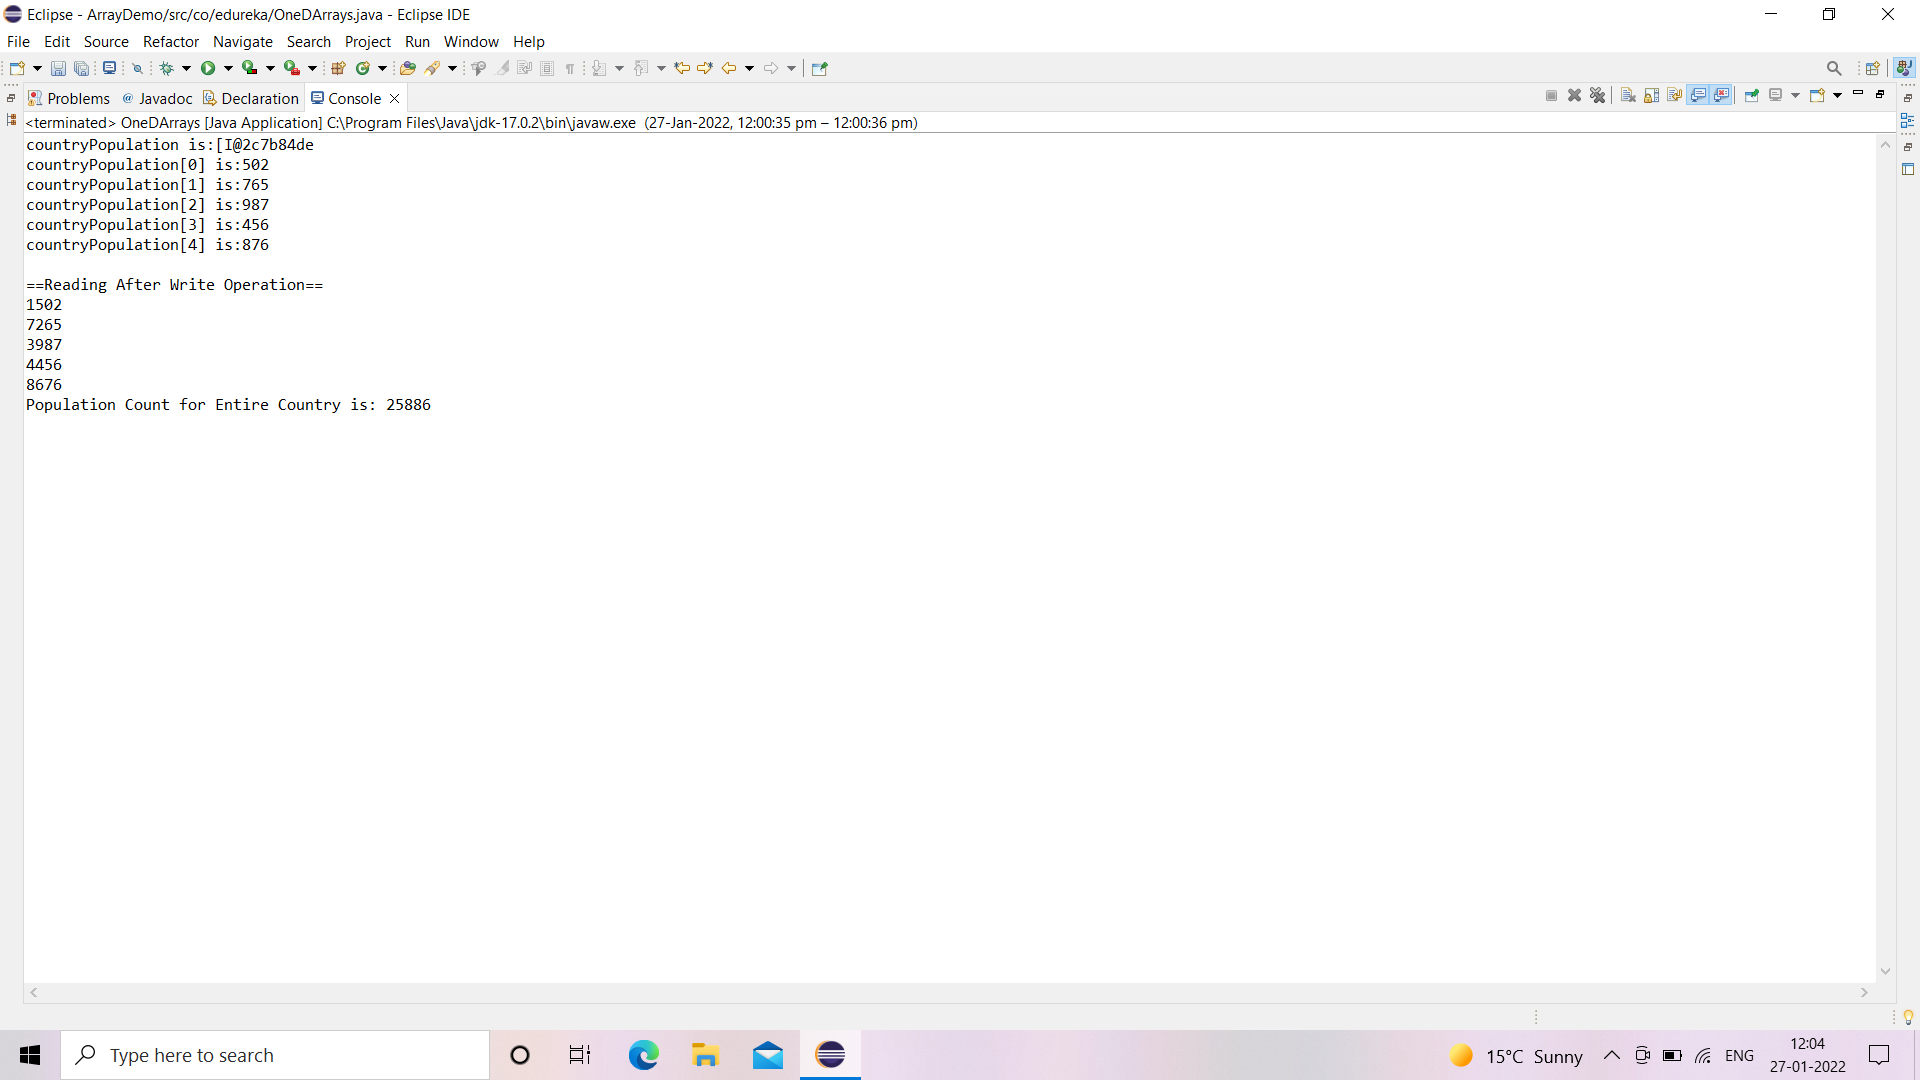 Eclipse - ArrayDemo/src/co/edureka/OneDArrays.java - Eclipse IDE
File Edit Source Refactor Navigate Search Project Run Window Help
Problems @ Javadoc Declaration Console
<terminated> OneDArrays [Java Application] C:\Program Files\Java\jdk-17.0.2\bin\javaw.exe (27-Jan-2022, 12:00:35 pm – 12:00:36 pm)
countryPopulation is:[I@2c7b84de
countryPopulation[0] is:502
countryPopulation[1] is:765
countryPopulation[2] is:987
countryPopulation[3] is:456
countryPopulation[4] is:876
==Reading After Write Operation==
1502
7265
3987
4456
8676
Population Count for Entire Country is: 25886
Type here to search
15°C Sunny
ENG
12:04
27-01-2022